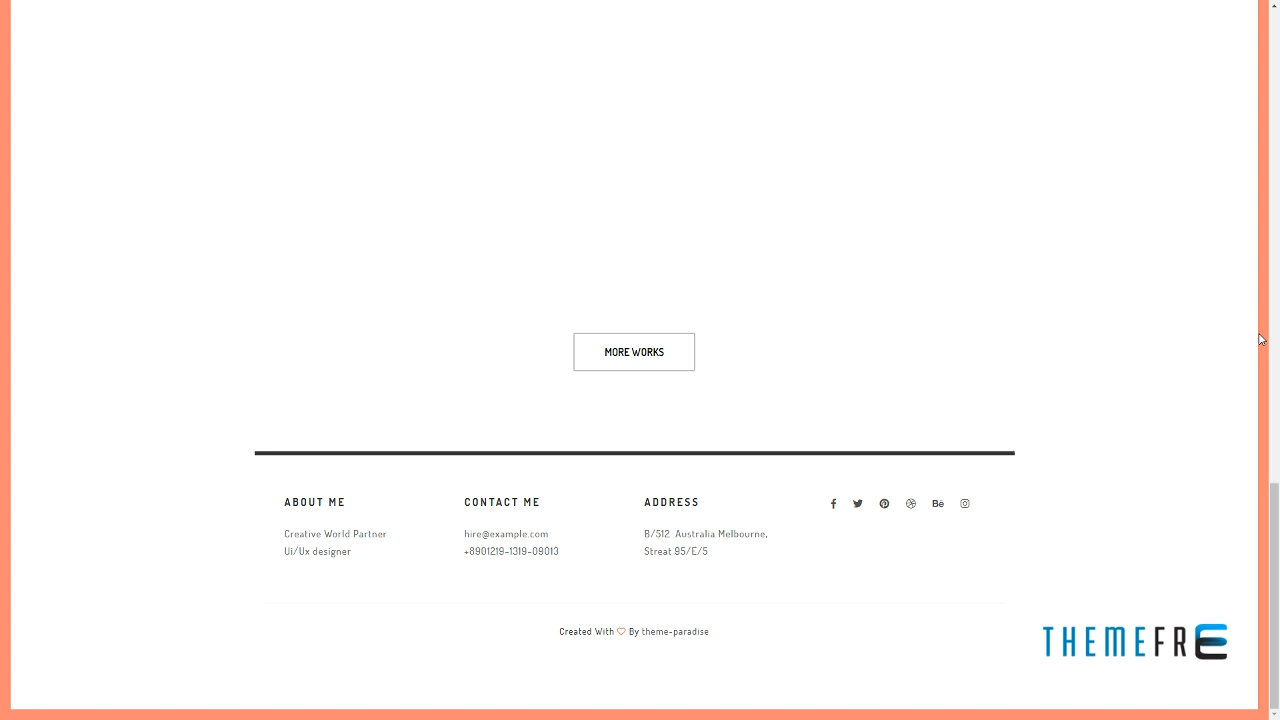 MORE WORKS
ABOUT ME
Creative World Partner
Ui/Ux designer
CONTACT ME
hire@example.com
+8901219-1319-09013
ADDRESS
B/512 Australia Melbourne,
Streat 95/E/5
Bē
Created With By theme-paradise
THEMEFRE